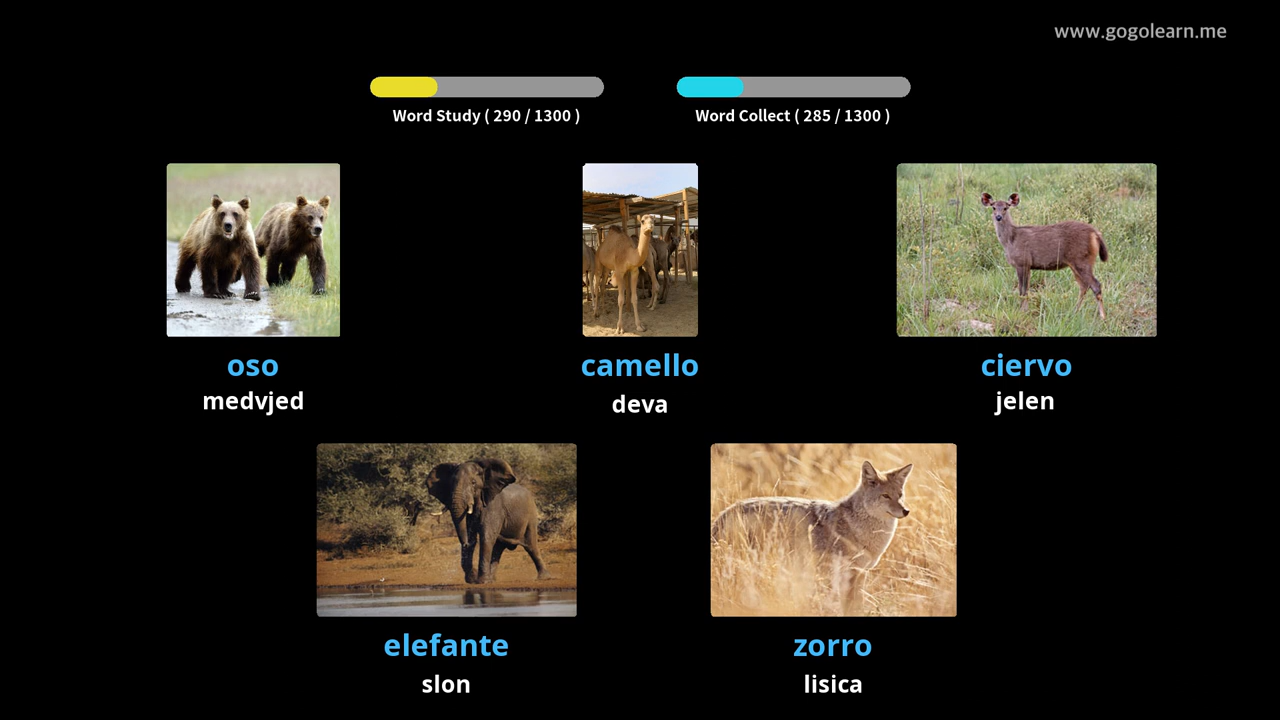 www.gogolearn.me
Word Study ( 290 / 1300 )
Word Collect ( 285 / 1300 )
oso
medvjed
camello
deva
ciervo
jelen
elefante
slon
zorro
lisica